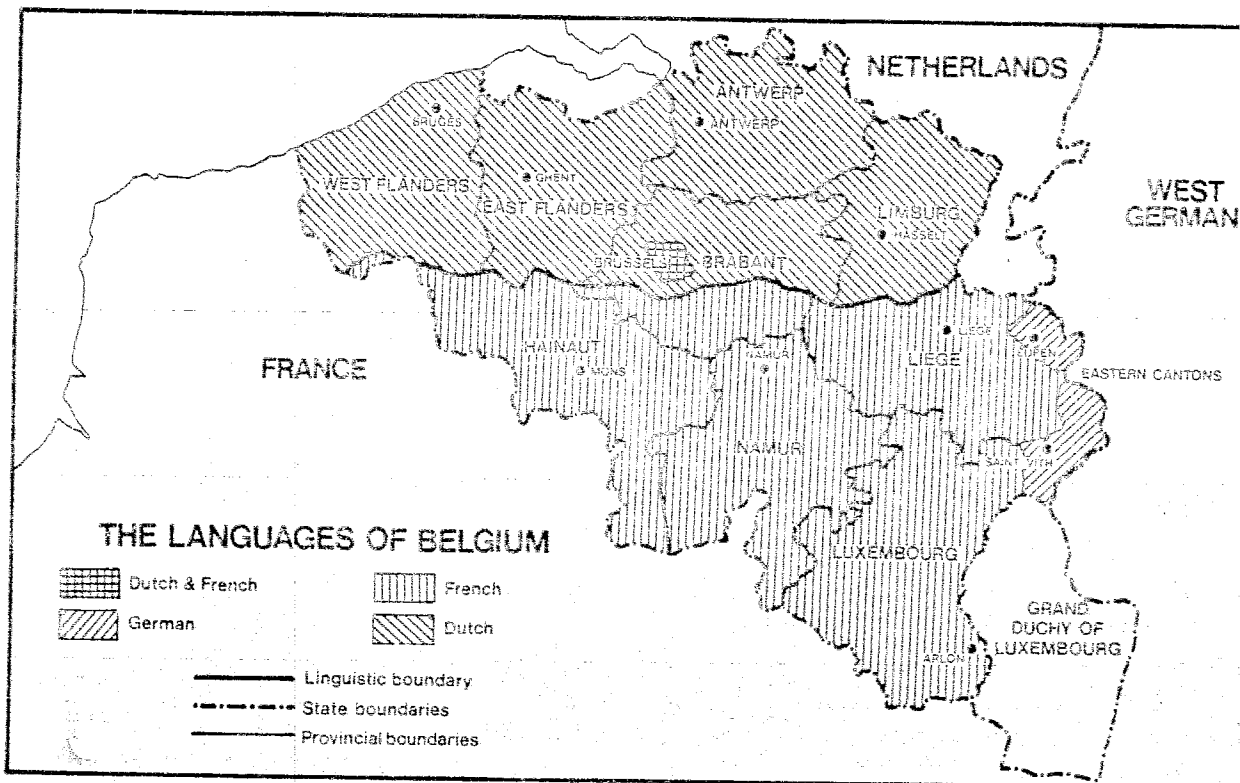 NETHERLANDS
ANTWERP
ANTWERP
BRUGES
WEST FLANDERS
GHENT
EAST FLANDERS
LIMBURG
HASSELT
WEST
GERMAN
BRUSSELS
BRABANT
FRANCE
HAINAUT
MONS
NAMUR
LIEGE
LIEGE
EUPEN
EASTERN CANTONS
NAMUR
SAINT VITH
LUXEMBOURG
ARLON
GRAND
DUCHY OF
LUXEMBOURG
THE LANGUAGES OF BELGIUM
Dutch & French
French
German
Dutch
Linguistic boundary
State boundaries
Provincial boundaries